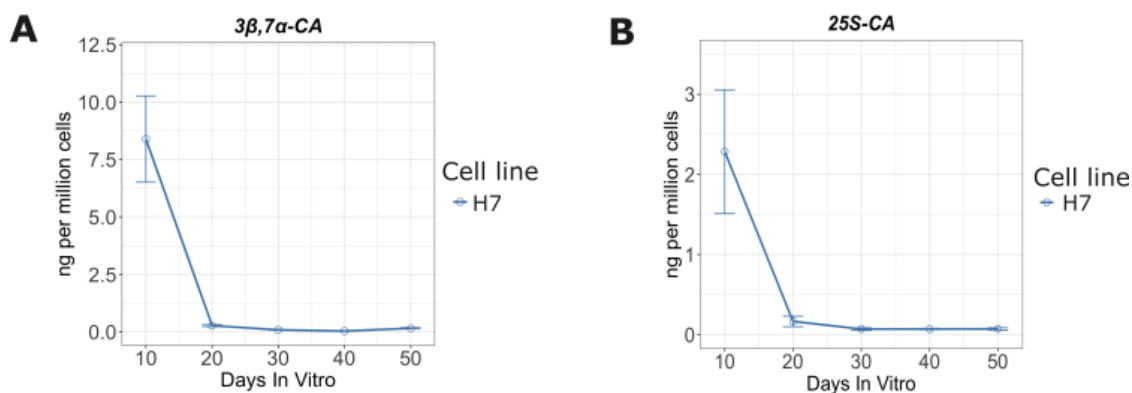 A
3β,7α-CA
12.5
10.0
7.5
5.0
2.5
0.0
ng per million cells
10 20 30 40 50
Days In Vitro
Cell line
H7
B
25S-CA
3
2
1
0
ng per million cells
10 20 30 40 50
Days In Vitro
Cell line
H7